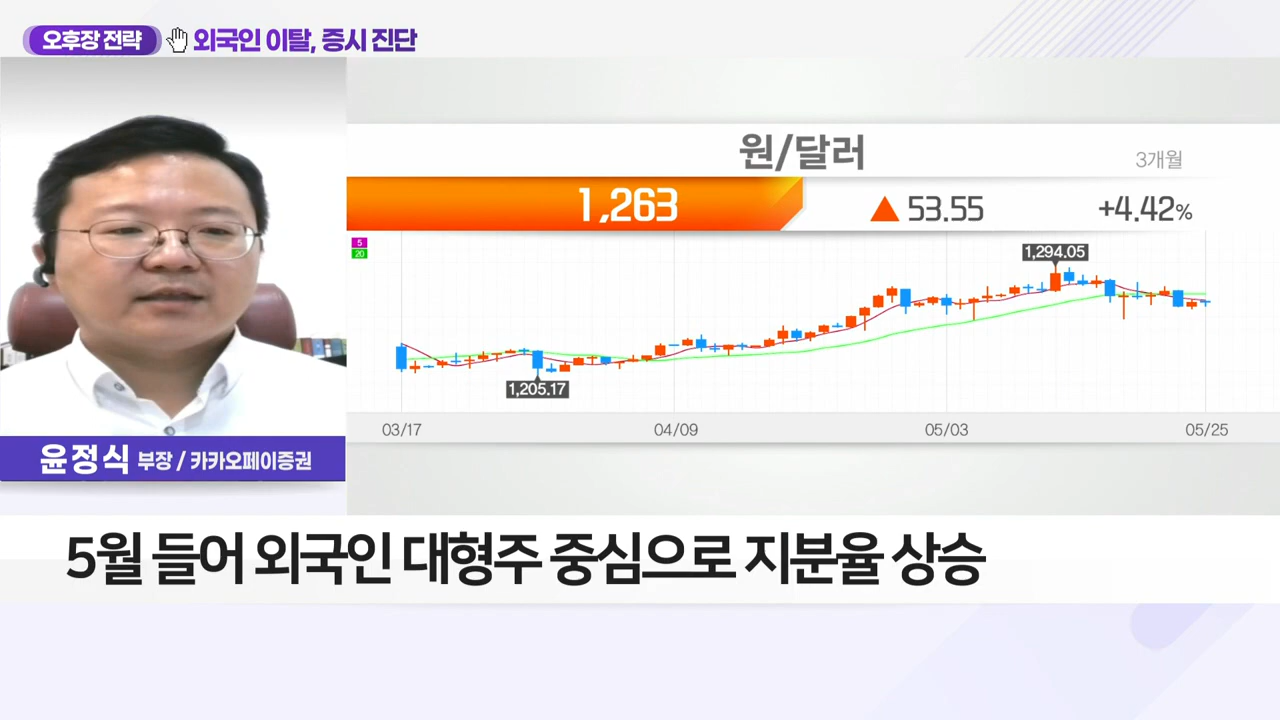 오후장 전략 외국인 이탈, 증시 진단
원/달러
3개월
1,263
▲ 53.55
+4.42%
5
20
1,294.05
1,205.17
03/17
04/09
05/03
05/25
윤정식 부장 / 카카오페이증권
5월 들어 외국인 대형주 중심으로 지분율 상승